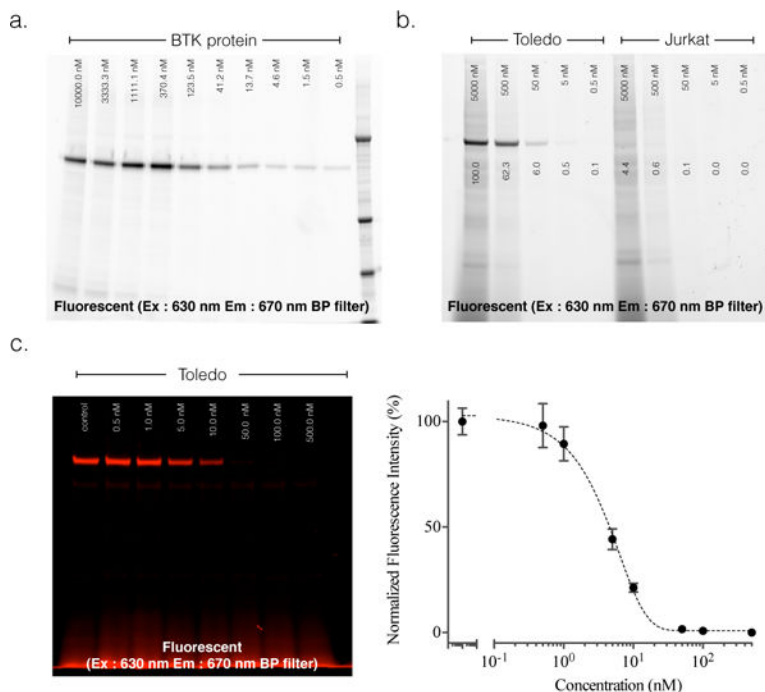 a.
BTK protein
10000.0 nM
3333.3 nM
1111.1 nM
370.4 nM
123.5 nM
41.2 nM
13.7 nM
4.6 nM
1.5 nM
0.5 nM
Fluorescent (Ex : 630 nm Em : 670 nm BP filter)
b.
Toledo
Jurkat
5000 nM
500 nM
50 nM
5 nM
0.5 nM
5000 nM
500 nM
50 nM
5 nM
0.5 nM
100.0
62.3
6.0
0.5
0.1
4.4
0.6
0.1
0.0
0.0
Fluorescent (Ex : 630 nm Em : 670 nm BP filter)
c.
Toledo
control
0.5 nM
1.0 nM
5.0 nM
10.0 nM
50.0 nM
100.0 nM
500.0 nM
Fluorescent
(Ex : 630 nm Em : 670 nm BP filter)
Normalized Fluorescence Intensity (%)
100
50
0
10-1 100 101 102
Concentration (nM)